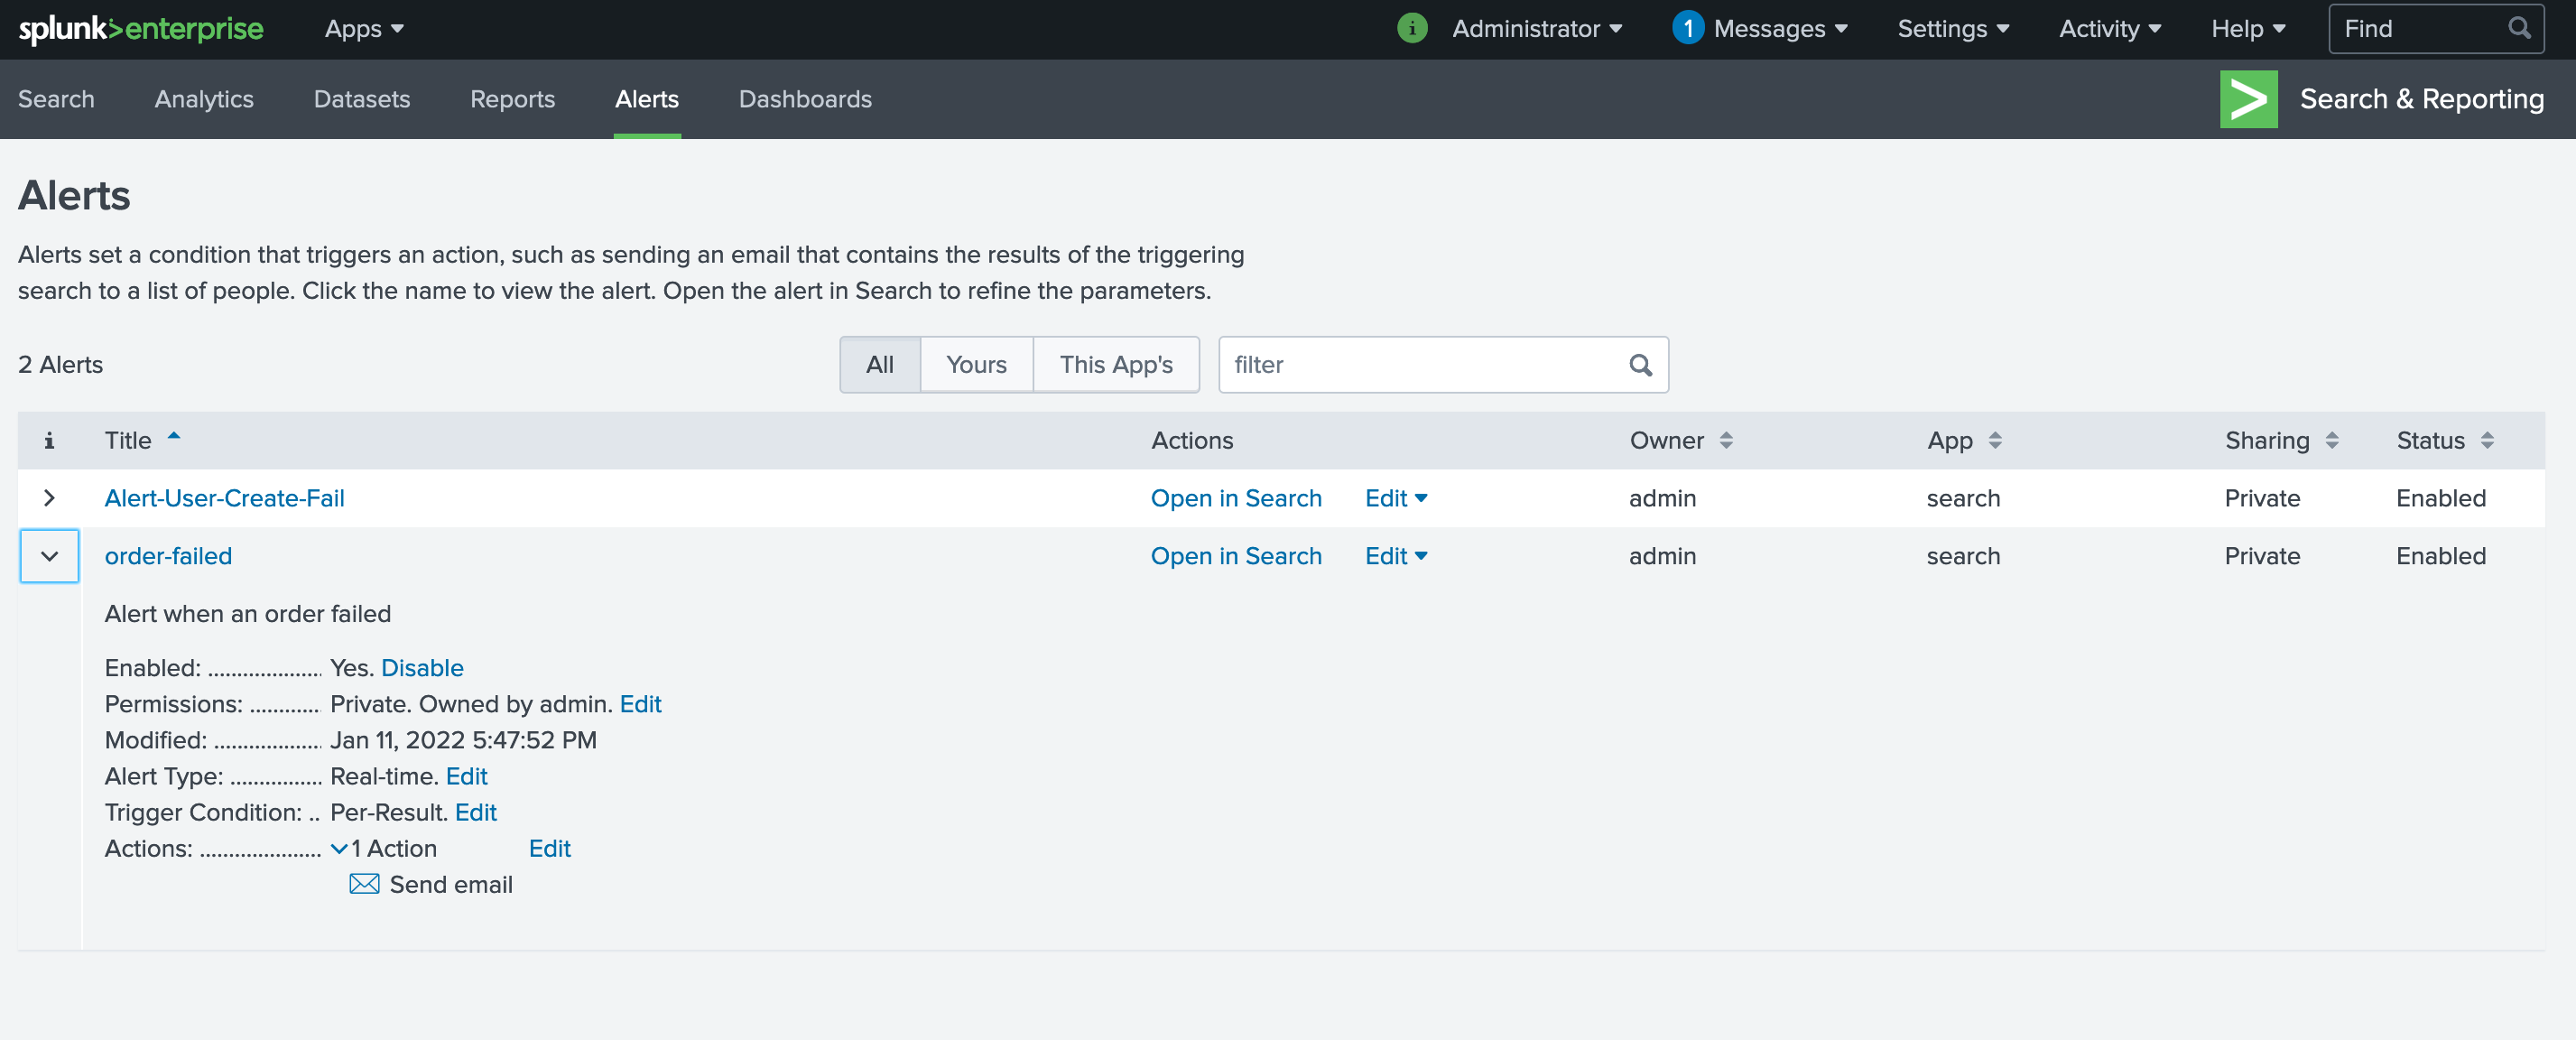 splunk>enterprise Apps i Administrator 1 Messages Settings Activity Help Find
Search Analytics Datasets Reports Alerts Dashboards > Search & Reporting
Alerts
Alerts set a condition that triggers an action, such as sending an email that contains the results of the triggering
search to a list of people. Click the name to view the alert. Open the alert in Search to refine the parameters.
2 Alerts All Yours This App's filter
i Title Actions Owner App Sharing Status
Alert-User-Create-Fail Open in Search Edit admin search Private Enabled
order-failed Open in Search Edit admin search Private Enabled
Alert when an order failed
Enabled: .................... Yes. Disable
Permissions: ............ Private. Owned by admin. Edit
Modified: ................... Jan 11, 2022 5:47:52 PM
Alert Type: ................ Real-time. Edit
Trigger Condition: .. Per-Result. Edit
Actions: ..................... 1 Action Edit
Send email